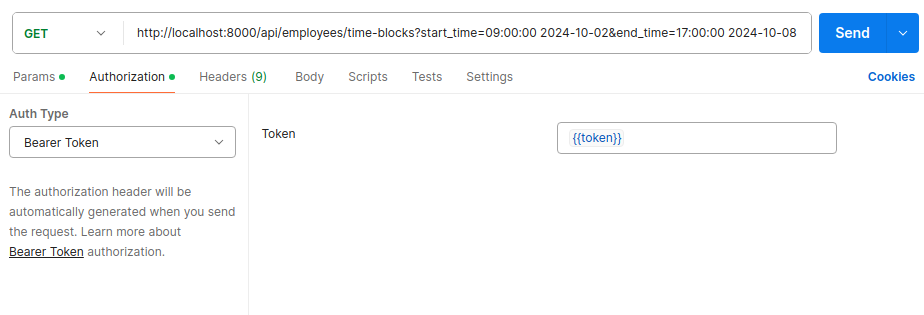 GET http://localhost:8000/api/employees/time-blocks?start_time=09:00:00 2024-10-02&end_time=17:00:00 2024-10-08 Send
Params Authorization Headers (9) Body Scripts Tests Settings Cookies
Auth Type
Bearer Token
The authorization header will be
automatically generated when you send
the request. Learn more about
Bearer Token authorization.
Token {{token}}